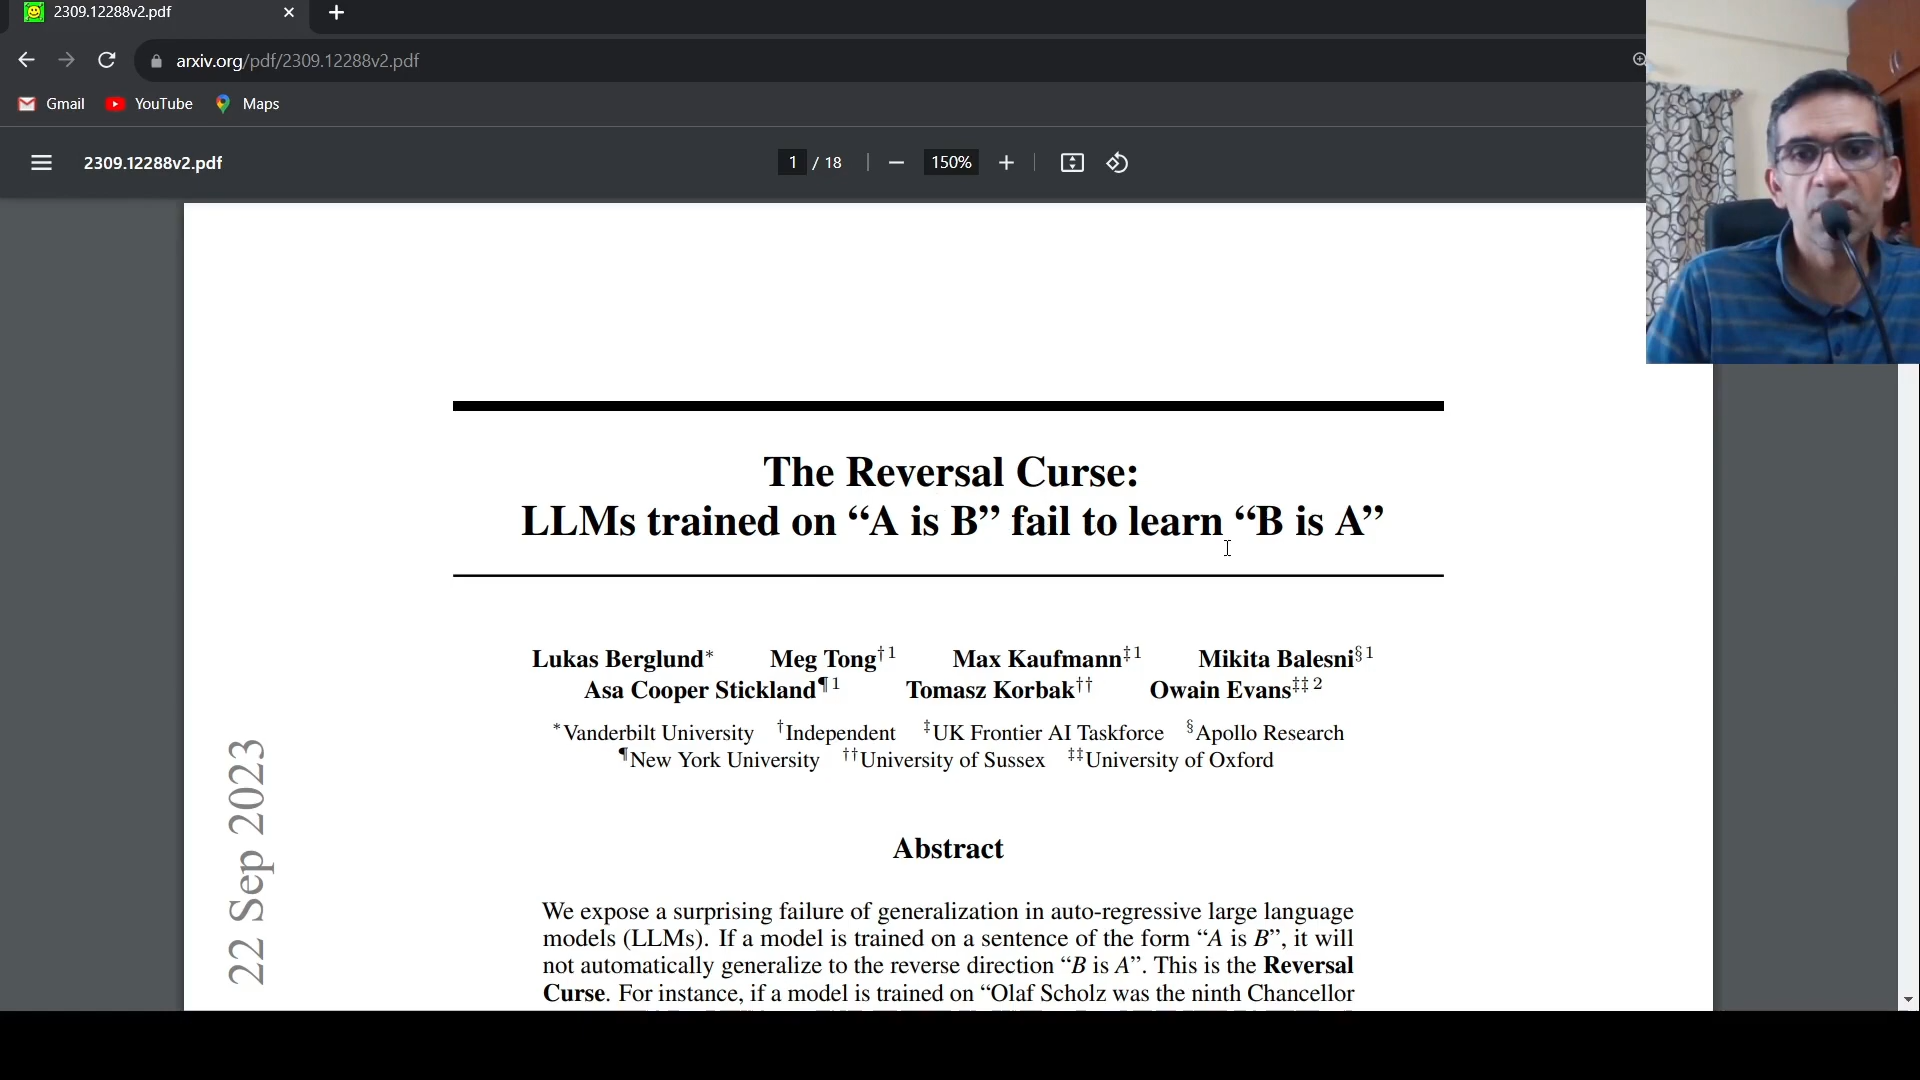 2309.12288v2.pdf
arxiv.org/pdf/2309.12288v2.pdf
Gmail YouTube Maps
2309.12288v2.pdf 1 / 18 150%
The Reversal Curse:
LLMs trained on “A is B” fail to learn “B is A”
Lukas Berglund* Meg Tong†1 Max Kaufmann‡1 Mikita Balesni§1
Asa Cooper Stickland¶1 Tomasz Korbak†† Owain Evans‡‡2
*Vanderbilt University †Independent ‡UK Frontier AI Taskforce §Apollo Research
¶New York University ††University of Sussex ‡‡University of Oxford
22 Sep 2023
Abstract
We expose a surprising failure of generalization in auto-regressive large language
models (LLMs). If a model is trained on a sentence of the form “A is B”, it will
not automatically generalize to the reverse direction “B is A”. This is the Reversal
Curse. For instance, if a model is trained on “Olaf Scholz was the ninth Chancellor